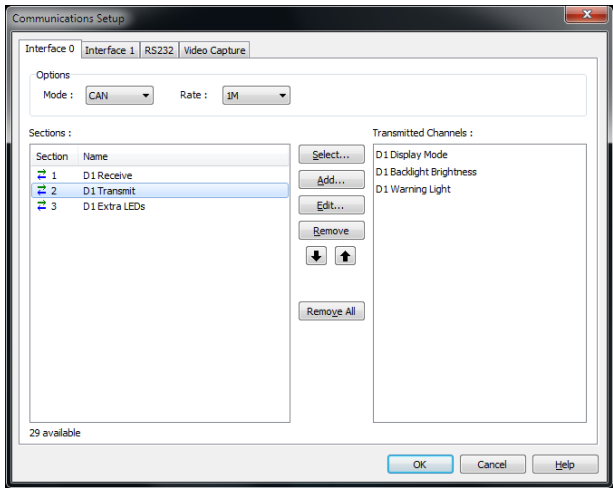 Communications Setup
Interface 0 Interface 1 RS232 Video Capture
Options
Mode : CAN Rate : 1M
Sections : Transmitted Channels :
Section Name
1 D1 Receive
2 D1 Transmit
3 D1 Extra LEDs
Select...
Add...
Edit...
Remove
Remove All
D1 Display Mode
D1 Backlight Brightness
D1 Warning Light
29 available
OK Cancel Help